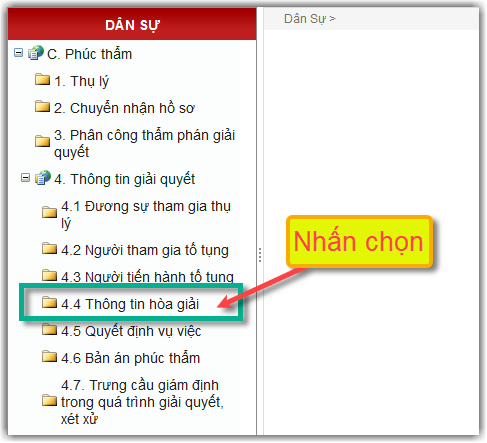 DÂN SỰ
Dân Sự >
C. Phúc thẩm
1. Thụ lý
2. Chuyển nhận hồ sơ
3. Phân công thẩm phán giải
quyết
4. Thông tin giải quyết
4.1 Đương sự tham gia thụ
lý
4.2 Người tham gia tố tụng
4.3 Người tiến hành tố tụng
4.4 Thông tin hòa giải
4.5 Quyết định vụ việc
4.6 Bản án phúc thẩm
4.7. Trưng cầu giám định
trong quá trình giải quyết,
xét xử
Nhấn chọn